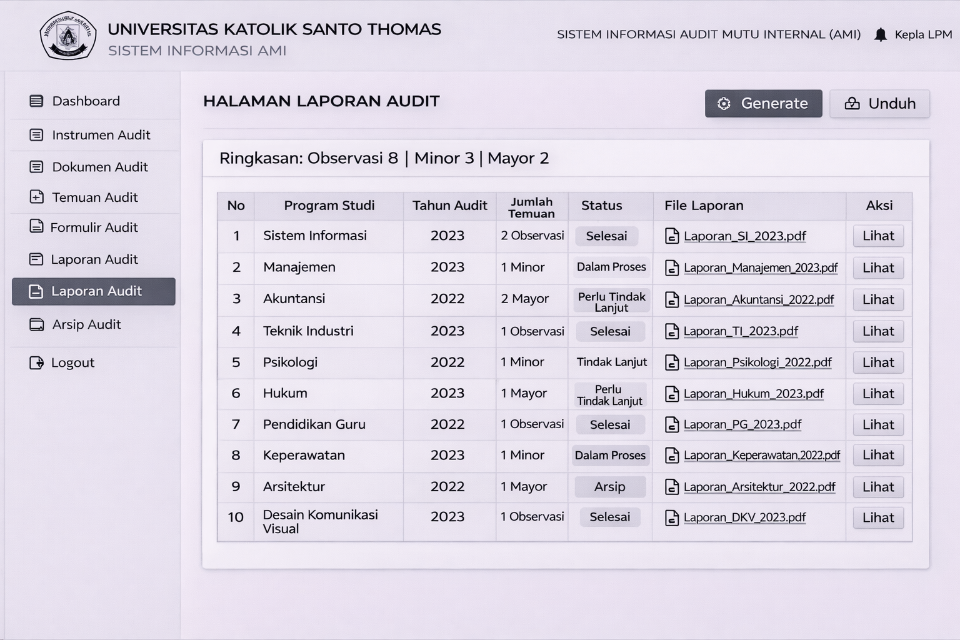 UNIVERSITAS KATOLIK SANTO THOMAS
SISTEM INFORMASI AMI
SISTEM INFORMASI AUDIT MUTU INTERNAL (AMI) Kepla LPM
Dashboard
Instrumen Audit
Dokumen Audit
Temuan Audit
Formulir Audit
Laporan Audit
Laporan Audit
Arsip Audit
Logout
HALAMAN LAPORAN AUDIT
Generate Unduh
Ringkasan: Observasi 8 | Minor 3 | Mayor 2
No Program Studi Tahun Audit Jumlah Temuan Status File Laporan Aksi
1 Sistem Informasi 2023 2 Observasi Selesai Laporan_SI_2023.pdf Lihat
2 Manajemen 2023 1 Minor Dalam Proses Laporan_Manajemen_2023.pdf Lihat
3 Akuntansi 2022 2 Mayor Perlu Tindak Lanjut Laporan_Akuntansi_2022.pdf Lihat
4 Teknik Industri 2023 1 Observasi Selesai Laporan_TI_2023.pdf Lihat
5 Psikologi 2022 1 Minor Tindak Lanjut Laporan_Psikologi_2022.pdf Lihat
6 Hukum 2023 1 Mayor Perlu Tindak Lanjut Laporan_Hukum_2023.pdf Lihat
7 Pendidikan Guru 2022 1 Observasi Selesai Laporan_PG_2023.pdf Lihat
8 Keperawatan 2023 1 Minor Dalam Proses Laporan_Keperawatan,2022.pdf Lihat
9 Arsitektur 2022 1 Mayor Arsip Laporan_Arsitektur_2022.pdf Lihat
10 Desain Komunikasi Visual 2023 1 Observasi Selesai Laporan_DKV_2023.pdf Lihat